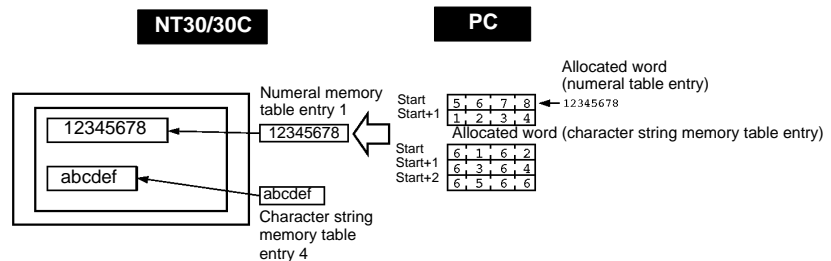 NT30/30C
PC
Allocated word
(numeral table entry)
Numeral memory
table entry 1
Start 5 6 7 8 12345678
Start+1 1 2 3 4
12345678
12345678
Allocated word (character string memory table entry)
Start 6 1 6 2
Start+1 6 3 6 4
Start+2 6 5 6 6
abcdef
abcdef
Character string
memory table
entry 4